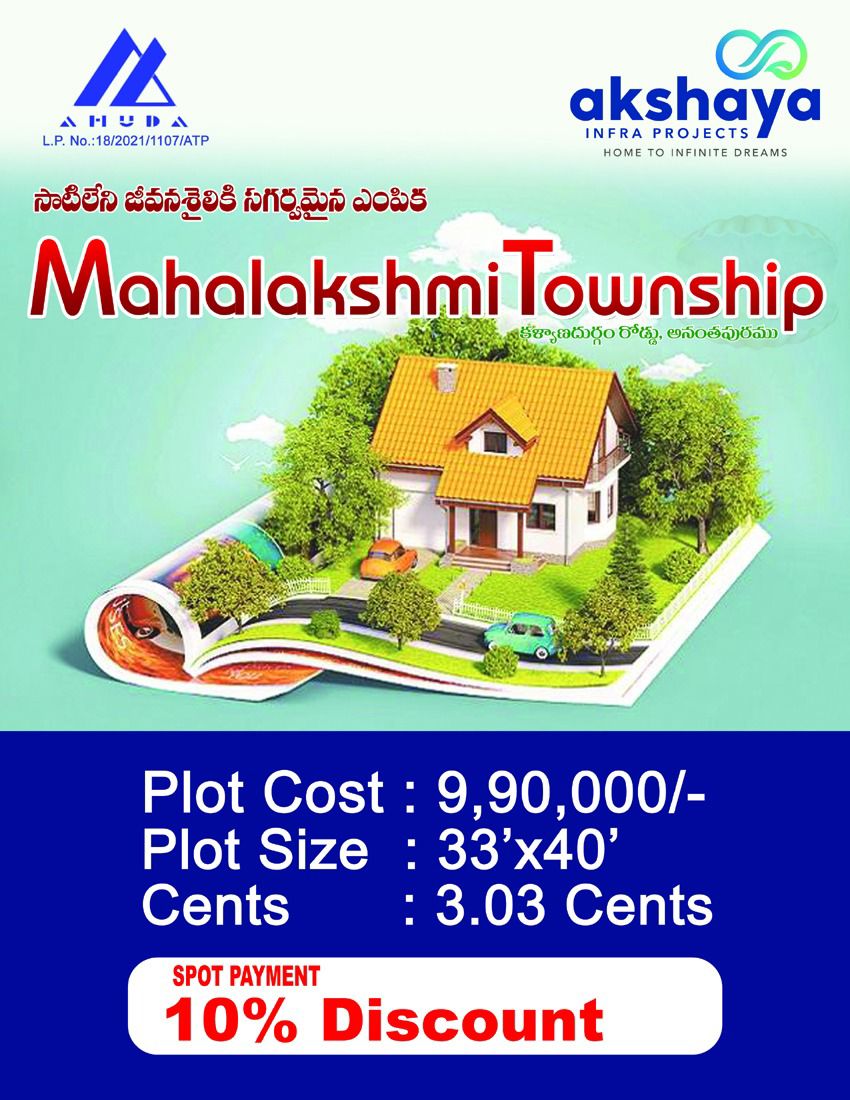 AHUDA
L.P. No.:18/2021/1107/ATP
akshaya
INFRA PROJECTS
HOME TO INFINITE DREAMS
సాటిలేని జీవనశైలికి సగర్వమైన ఎంపిక
Mahalakshmi Township
కళ్యాణదుర్గం రోడ్డు, అనంతపురము
Plot Cost : 9,90,000/-
Plot Size : 33’x40’
Cents : 3.03 Cents
SPOT PAYMENT
10% Discount